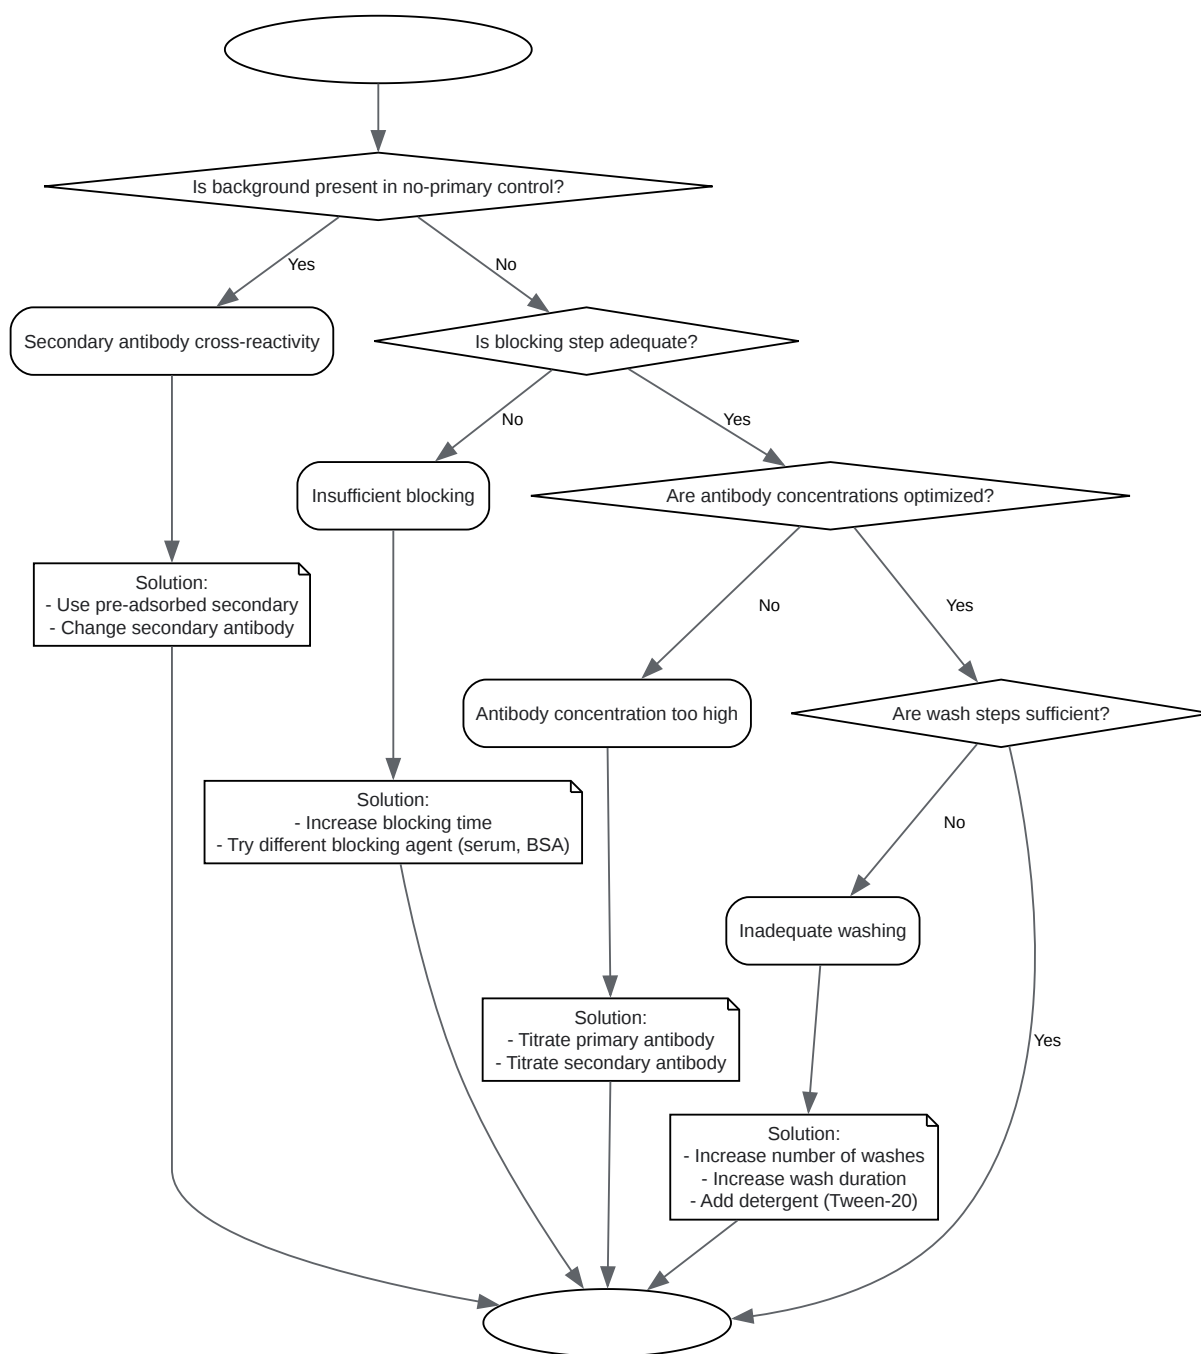 Is background present in no-primary control?
Yes
No
Secondary antibody cross-reactivity
Is blocking step adequate?
No
Yes
Insufficient blocking
Are antibody concentrations optimized?
Solution:
- Use pre-adsorbed secondary
- Change secondary antibody
No
Yes
Antibody concentration too high
Are wash steps sufficient?
Solution:
- Increase blocking time
- Try different blocking agent (serum, BSA)
No
Inadequate washing
Solution:
- Titrate primary antibody
- Titrate secondary antibody
Yes
Solution:
- Increase number of washes
- Increase wash duration
- Add detergent (Tween-20)